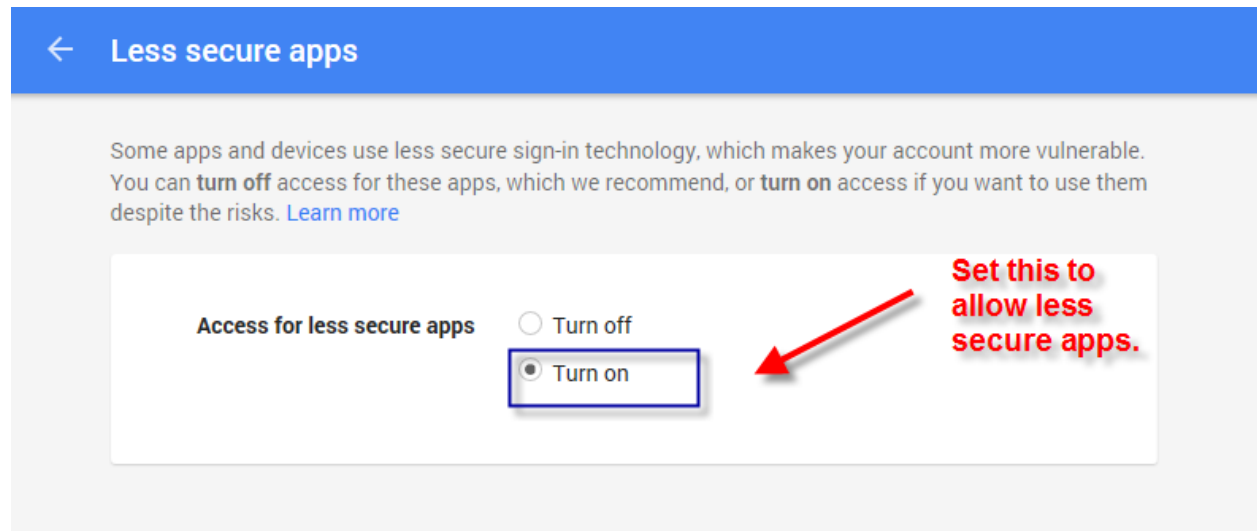 Less secure apps
Some apps and devices use less secure sign-in technology, which makes your account more vulnerable.
You can turn off access for these apps, which we recommend, or turn on access if you want to use them
despite the risks. Learn more
Access for less secure apps
Turn off
Turn on
Set this to
allow less
secure apps.